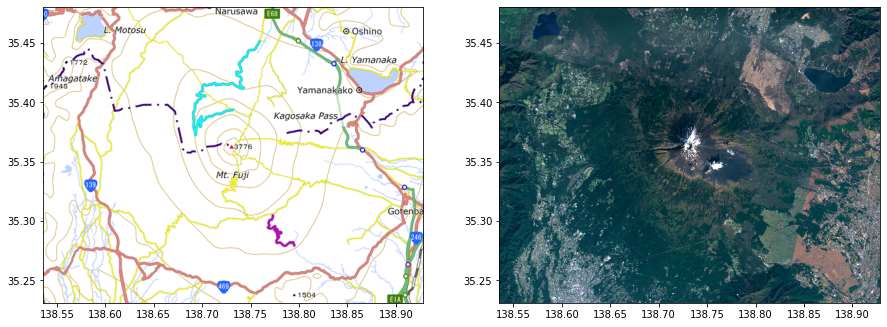 Narusawa
E68
L. Motosu
138
Oshino
35.45
1772
L. Yamanaka
Amagatake
Yamanakako
35.40
Kagosaka Pass
3776
35.35
Mt. Fuji
139
35.30
Gotenba
246
35.25
469
1504
E1A
138.55 138.60 138.65 138.70 138.75 138.80 138.85 138.90
35.45
35.40
35.35
35.30
35.25
138.55 138.60 138.65 138.70 138.75 138.80 138.85 138.90